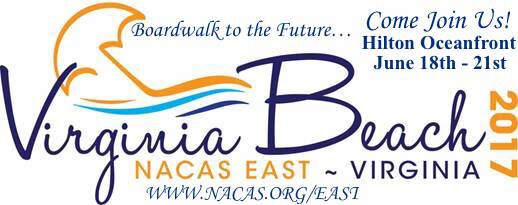 Boardwalk to the Future...
Come Join Us!
Hilton Oceanfront
June 18th - 21st
Virginia Beach
2017
NACAS EAST ~ VIRGINIA
WWW.NACAS.ORG/EAST